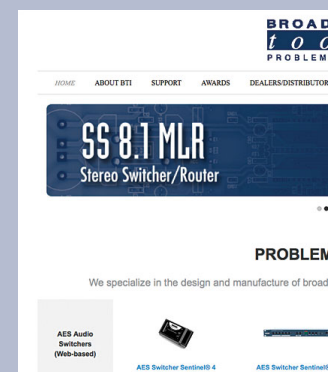 BROAD
too
PROBLEM
HOME ABOUT BTI SUPPORT AWARDS DEALERS/DISTRIBUTOR
SS 8.1 MLR
Stereo Switcher/Router
PROBLEM
We specialize in the design and manufacture of broad
AES Audio
Switchers
(Web-based)
AES Switcher Sentinel® 4 AES Switcher Sentinel®